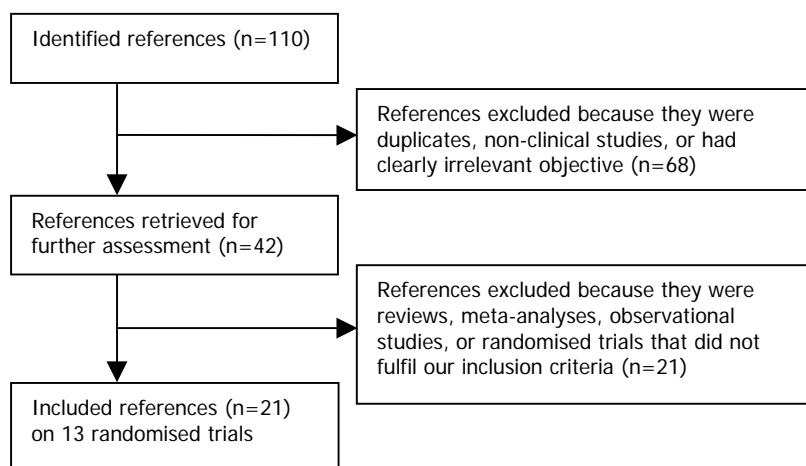 Identified references (n=110)
References excluded because they were
duplicates, non-clinical studies, or had
clearly irrelevant objective (n=68)
References retrieved for
further assessment (n=42)
References excluded because they were
reviews, meta-analyses, observational
studies, or randomised trials that did not
fulfil our inclusion criteria (n=21)
Included references (n=21)
on 13 randomised trials